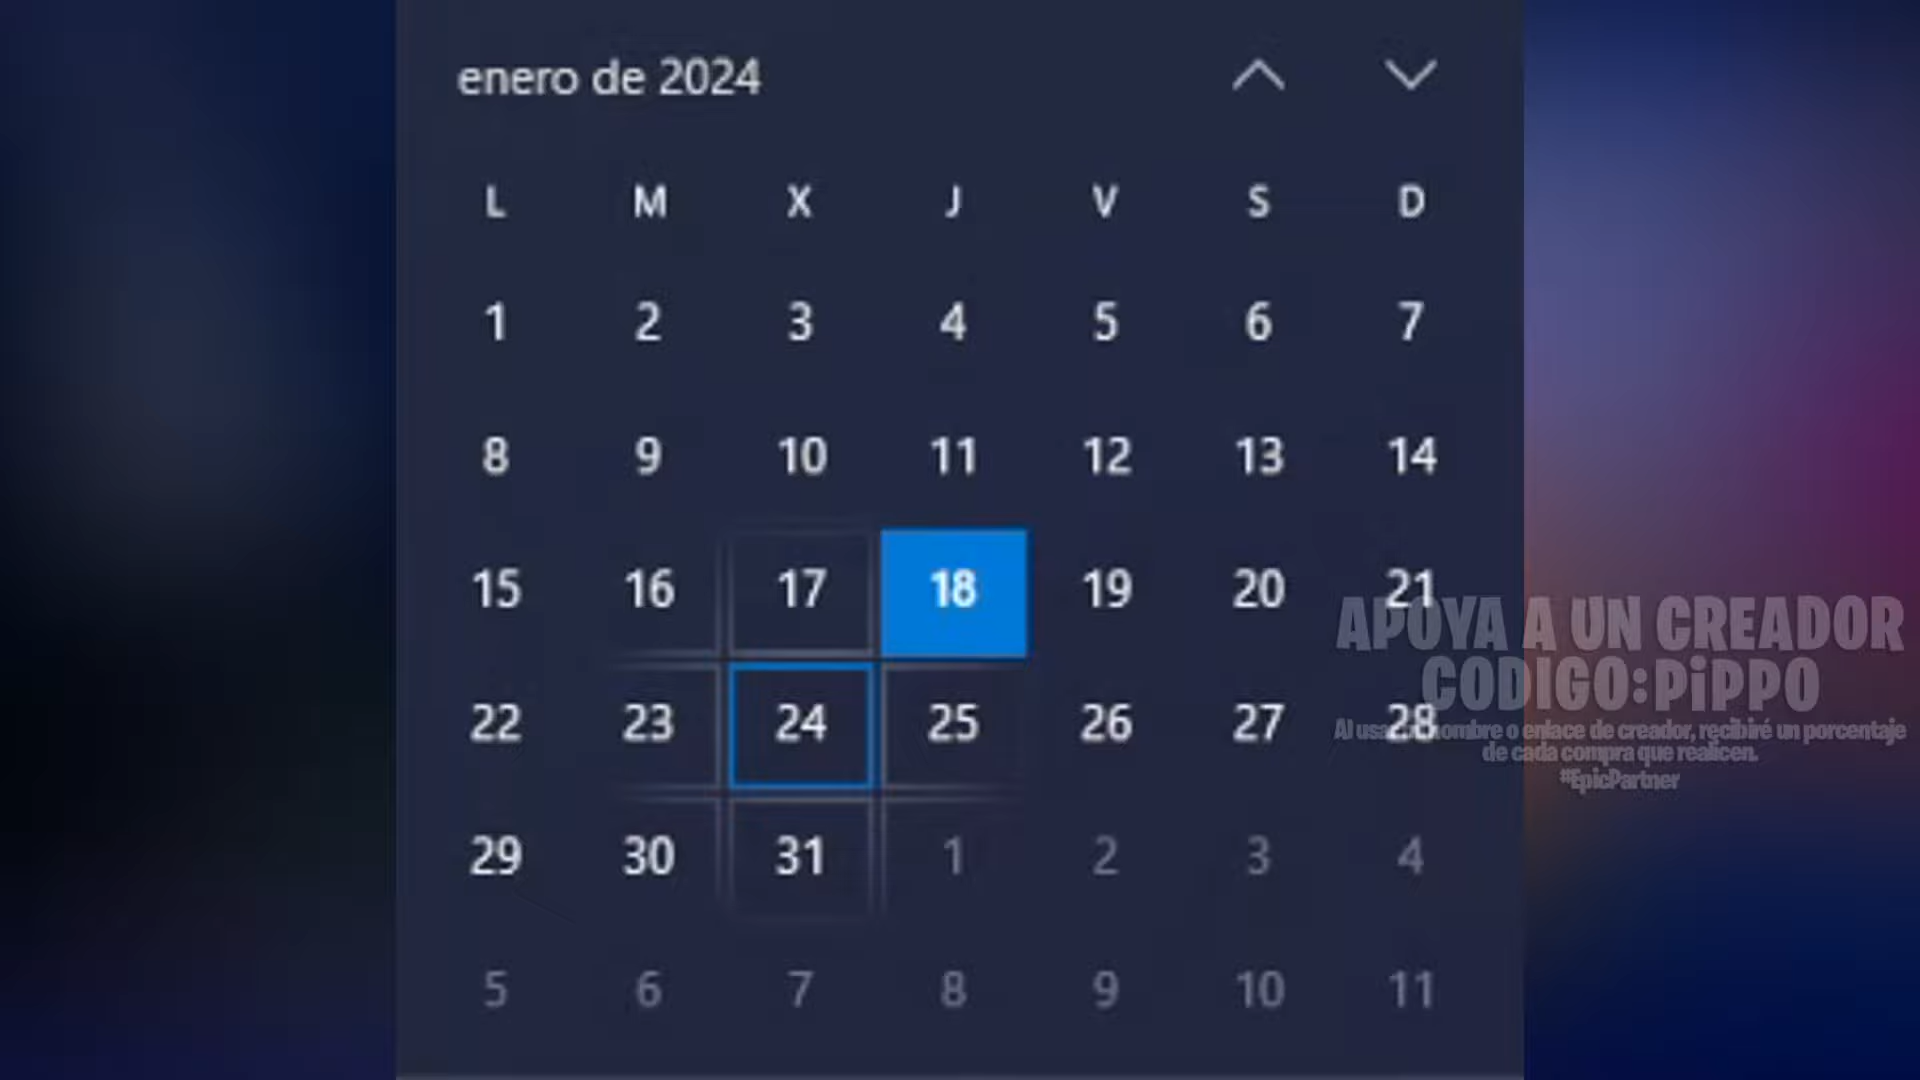 enero de 2024
L M X J V S D
1 2 3 4 5 6 7
8 9 10 11 12 13 14
15 16 17 18 19 20 21
22 23 24 25 26 27 28
29 30 31 1 2 3 4
5 6 7 8 9 10 11
APOYA A UN CREADOR
CODIGO:PiPPO
Al usar nombre o enlace de creador, recibiré un porcentaje
de cada compra que realicen.
#EpicPartner